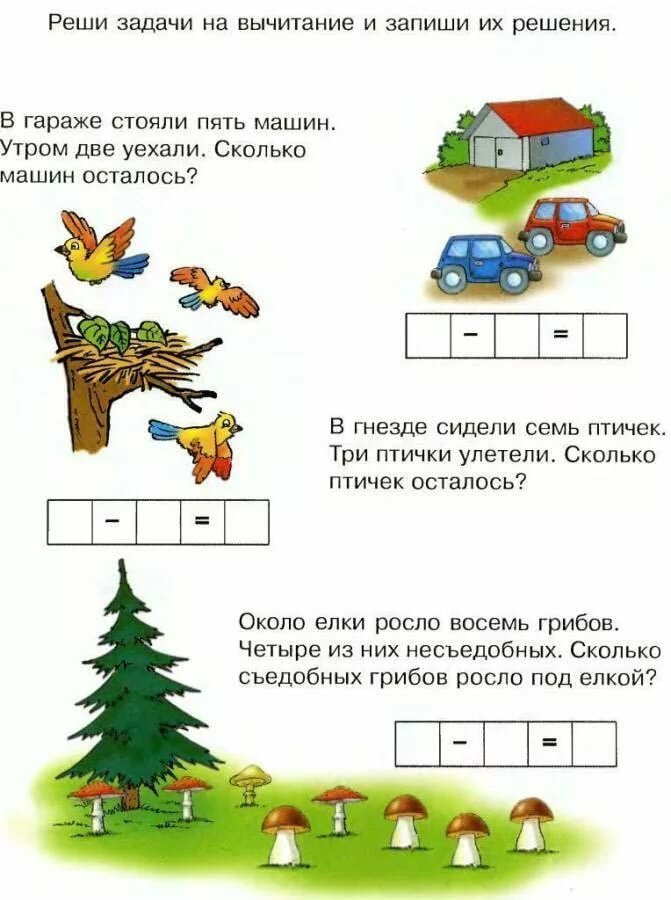 Реши задачи на вычитание и запиши их решения.
В гараже стояли пять машин.
Утром две уехали. Сколько
машин осталось?
– =
В гнезде сидели семь птичек.
Три птички улетели. Сколько
птичек осталось?
– =
Около елки росло восемь грибов.
Четыре из них несъедобных. Сколько
съедобных грибов росло под елкой?
– =